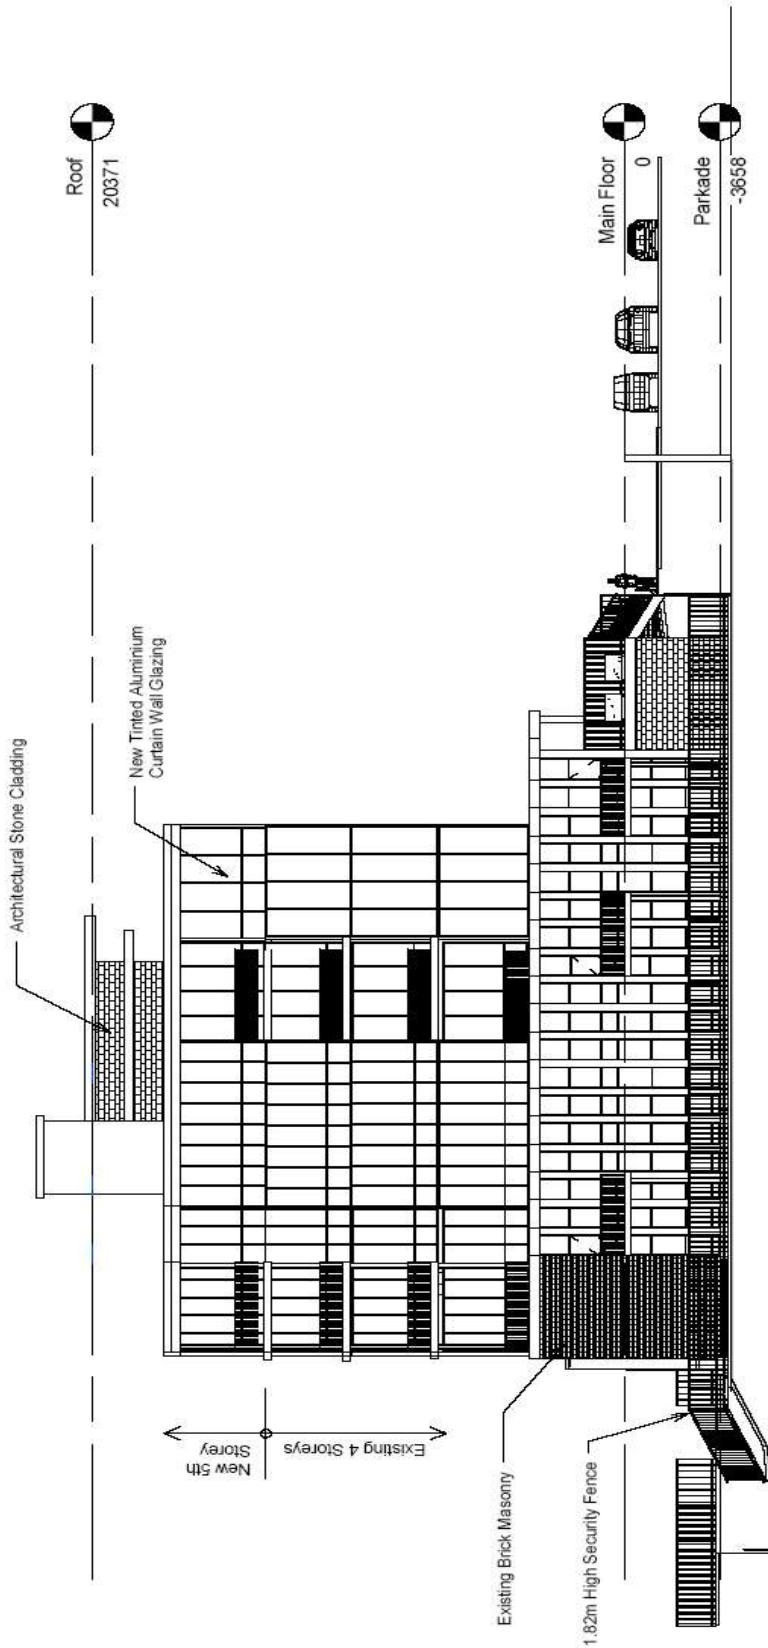 Architectural Stone Cladding
New Tinted Aluminium
Curtain Wall Glazing
Roof
20371
New 5th
Storey
Existing 4 Storeys
Existing Brick Masonry
1.82m High Security Fence
Main Floor
0
Parkade
-3658